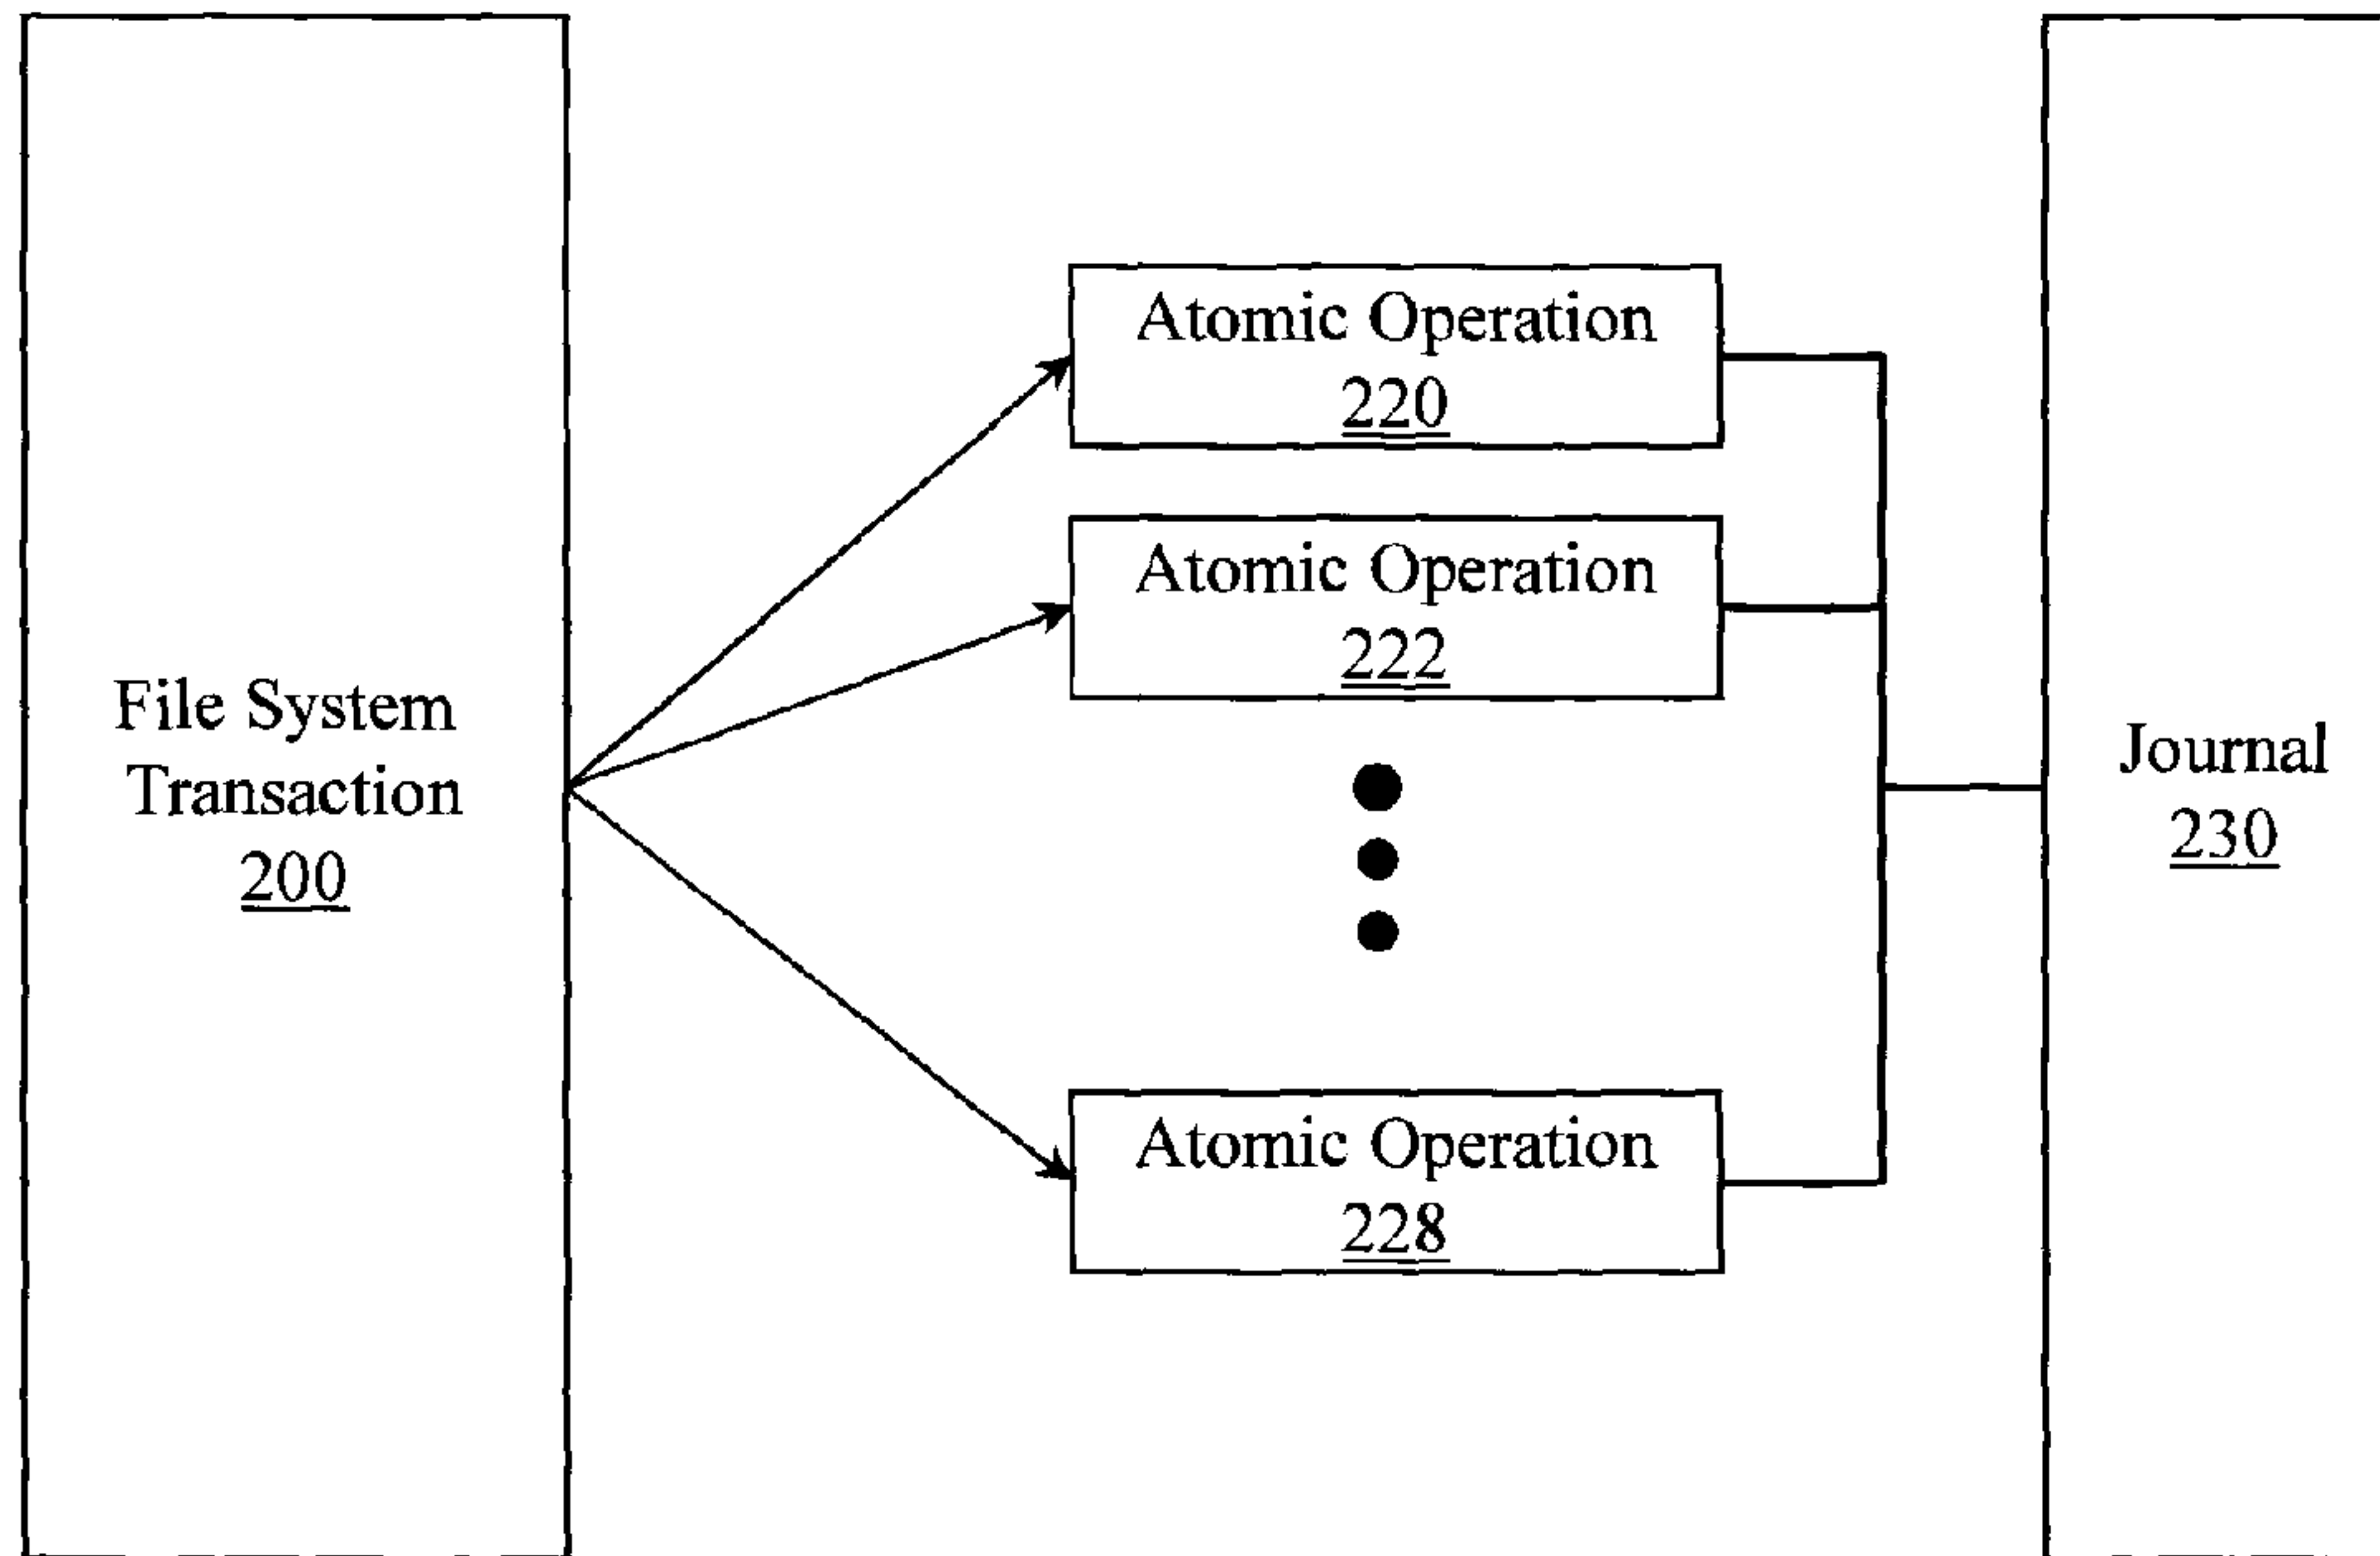 File System
Transaction
200
Atomic Operation
220
Atomic Operation
222
Atomic Operation
228
Journal
230